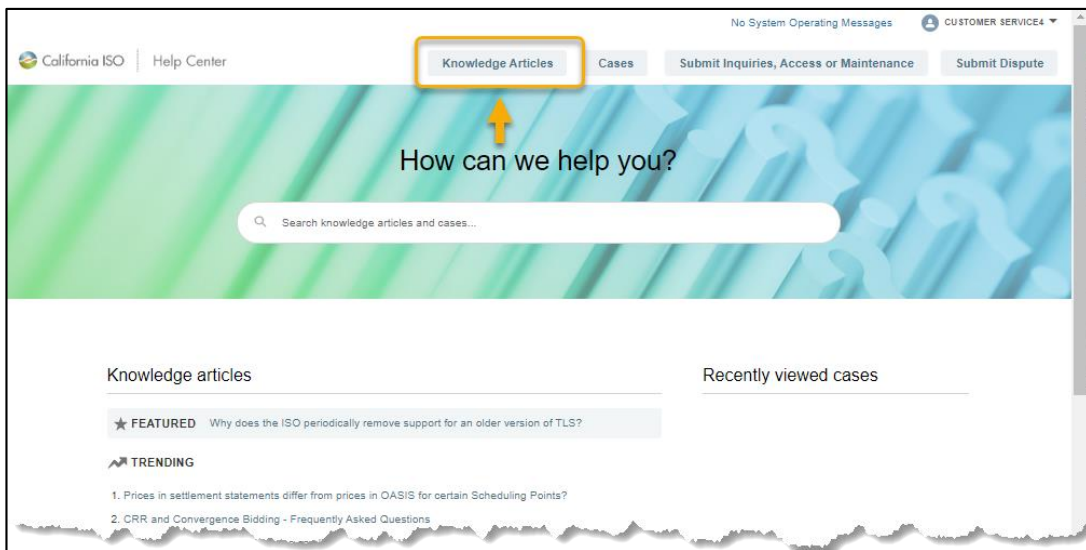 No System Operating Messages CUSTOMER SERVICE4
California ISO Help Center Knowledge Articles Cases Submit Inquiries, Access or Maintenance Submit Dispute
How can we help you?
Search knowledge articles and cases...
Knowledge articles Recently viewed cases
FEATURED Why does the ISO periodically remove support for an older version of TLS?
TRENDING
1. Prices in settlement statements differ from prices in OASIS for certain Scheduling Points?
2. CRR and Convergence Bidding - Frequently Asked Questions